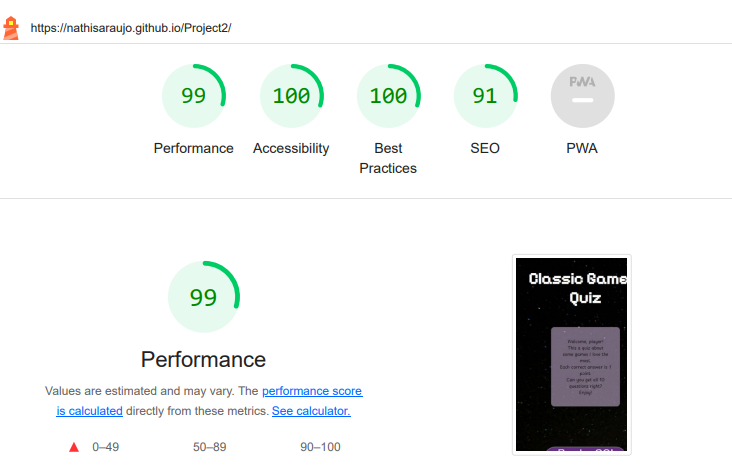 https://nathisaraujo.github.io/Project2/
99
100
100
91
PWA
Performance
Accessibility
Best
Practices
SEO
PWA
99
Performance
Values are estimated and may vary. The performance score
is calculated directly from these metrics. See calculator.
0–49
50–89
90–100
Classic Game
Quiz
Welcome, player!
This a quiz about
some games I love the
most.
Each correct answer is 1
point.
Can you get all 10
questions right?
Enjoy!